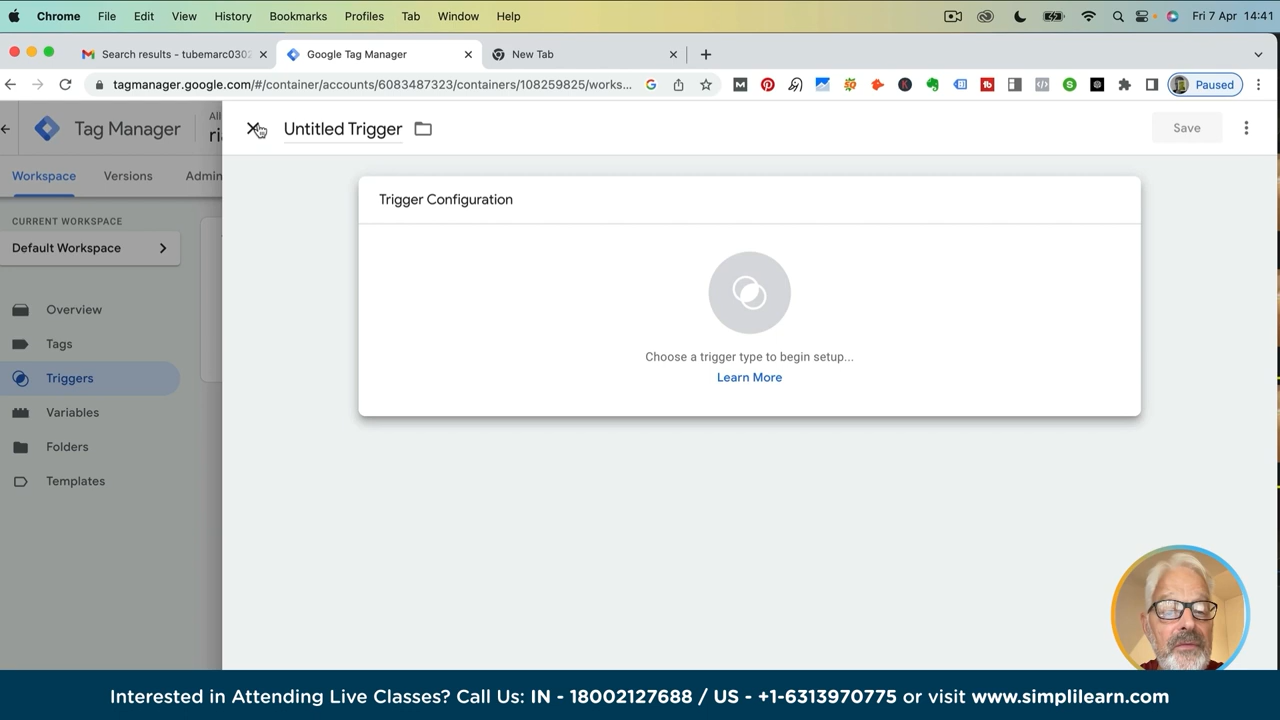 Chrome File Edit View History Bookmarks Profiles Tab Window Help Fri 7 Apr 14:41
Search results - tubemarc030 Google Tag Manager New Tab
tagmanager.google.com/#/container/accounts/6083487323/containers/108259825/works... Paused
Tag Manager All
ri
Untitled Trigger Save
Workspace Versions Admin
Trigger Configuration
CURRENT WORKSPACE
Default Workspace
Overview
Tags
Triggers
Variables
Folders
Templates
Choose a trigger type to begin setup...
Learn More
Interested in Attending Live Classes? Call Us: IN - 18002127688 / US - +1-6313970775 or visit www.simplilearn.com